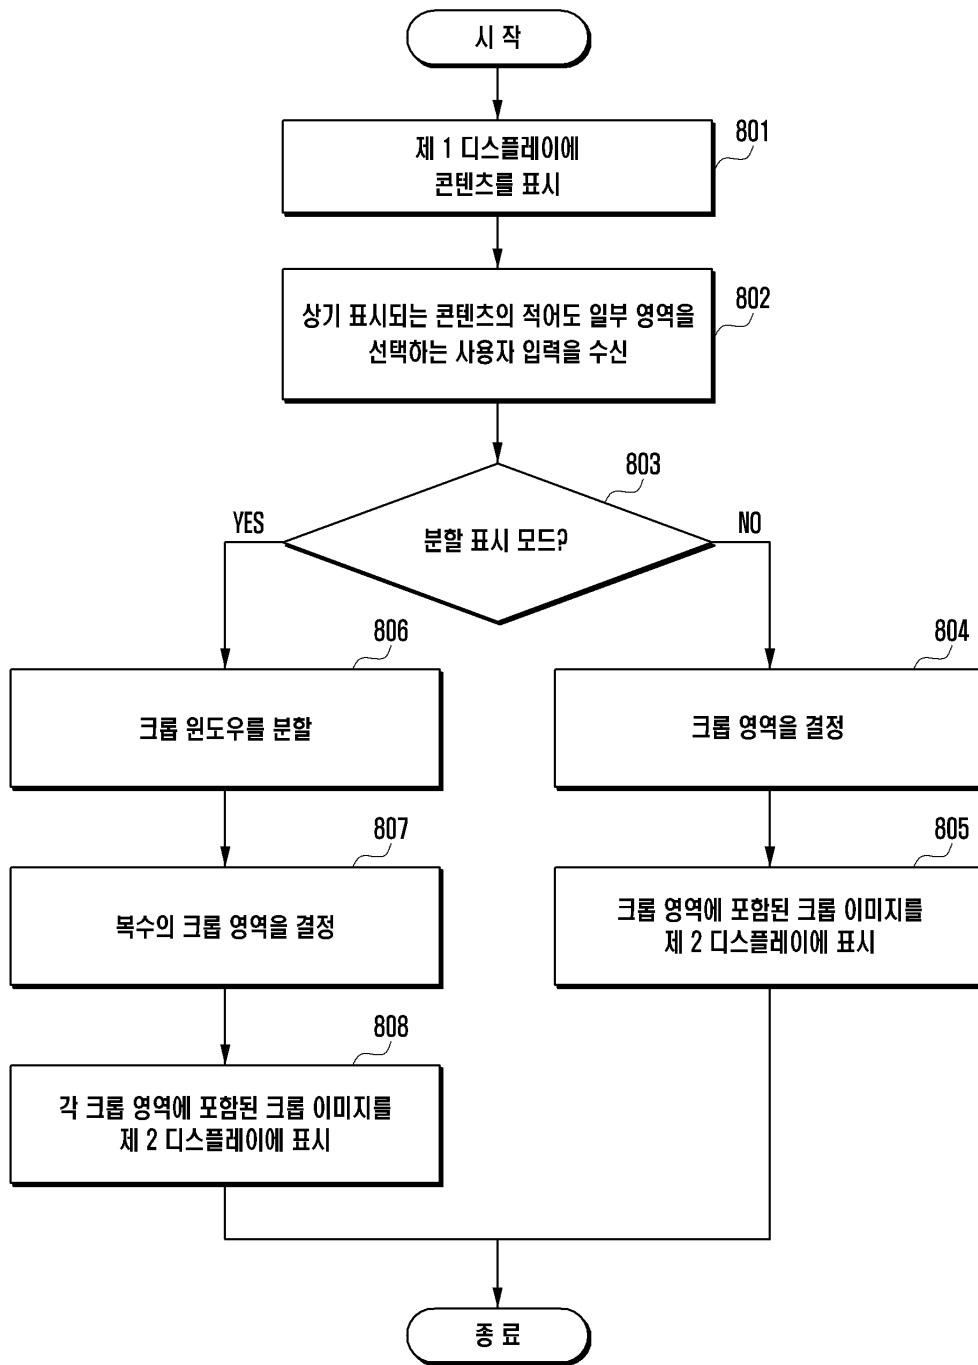 시 작
801
제 1 디스플레이에
콘텐츠를 표시
802
상기 표시되는 콘텐츠의 적어도 일부 영역을
선택하는 사용자 입력을 수신
803
YES
NO
분할 표시 모드?
806
804
크롭 윈도우를 분할
크롭 영역을 결정
807
805
복수의 크롭 영역을 결정
크롭 영역에 포함된 크롭 이미지를
제 2 디스플레이에 표시
808
각 크롭 영역에 포함된 크롭 이미지를
제 2 디스플레이에 표시
종 료